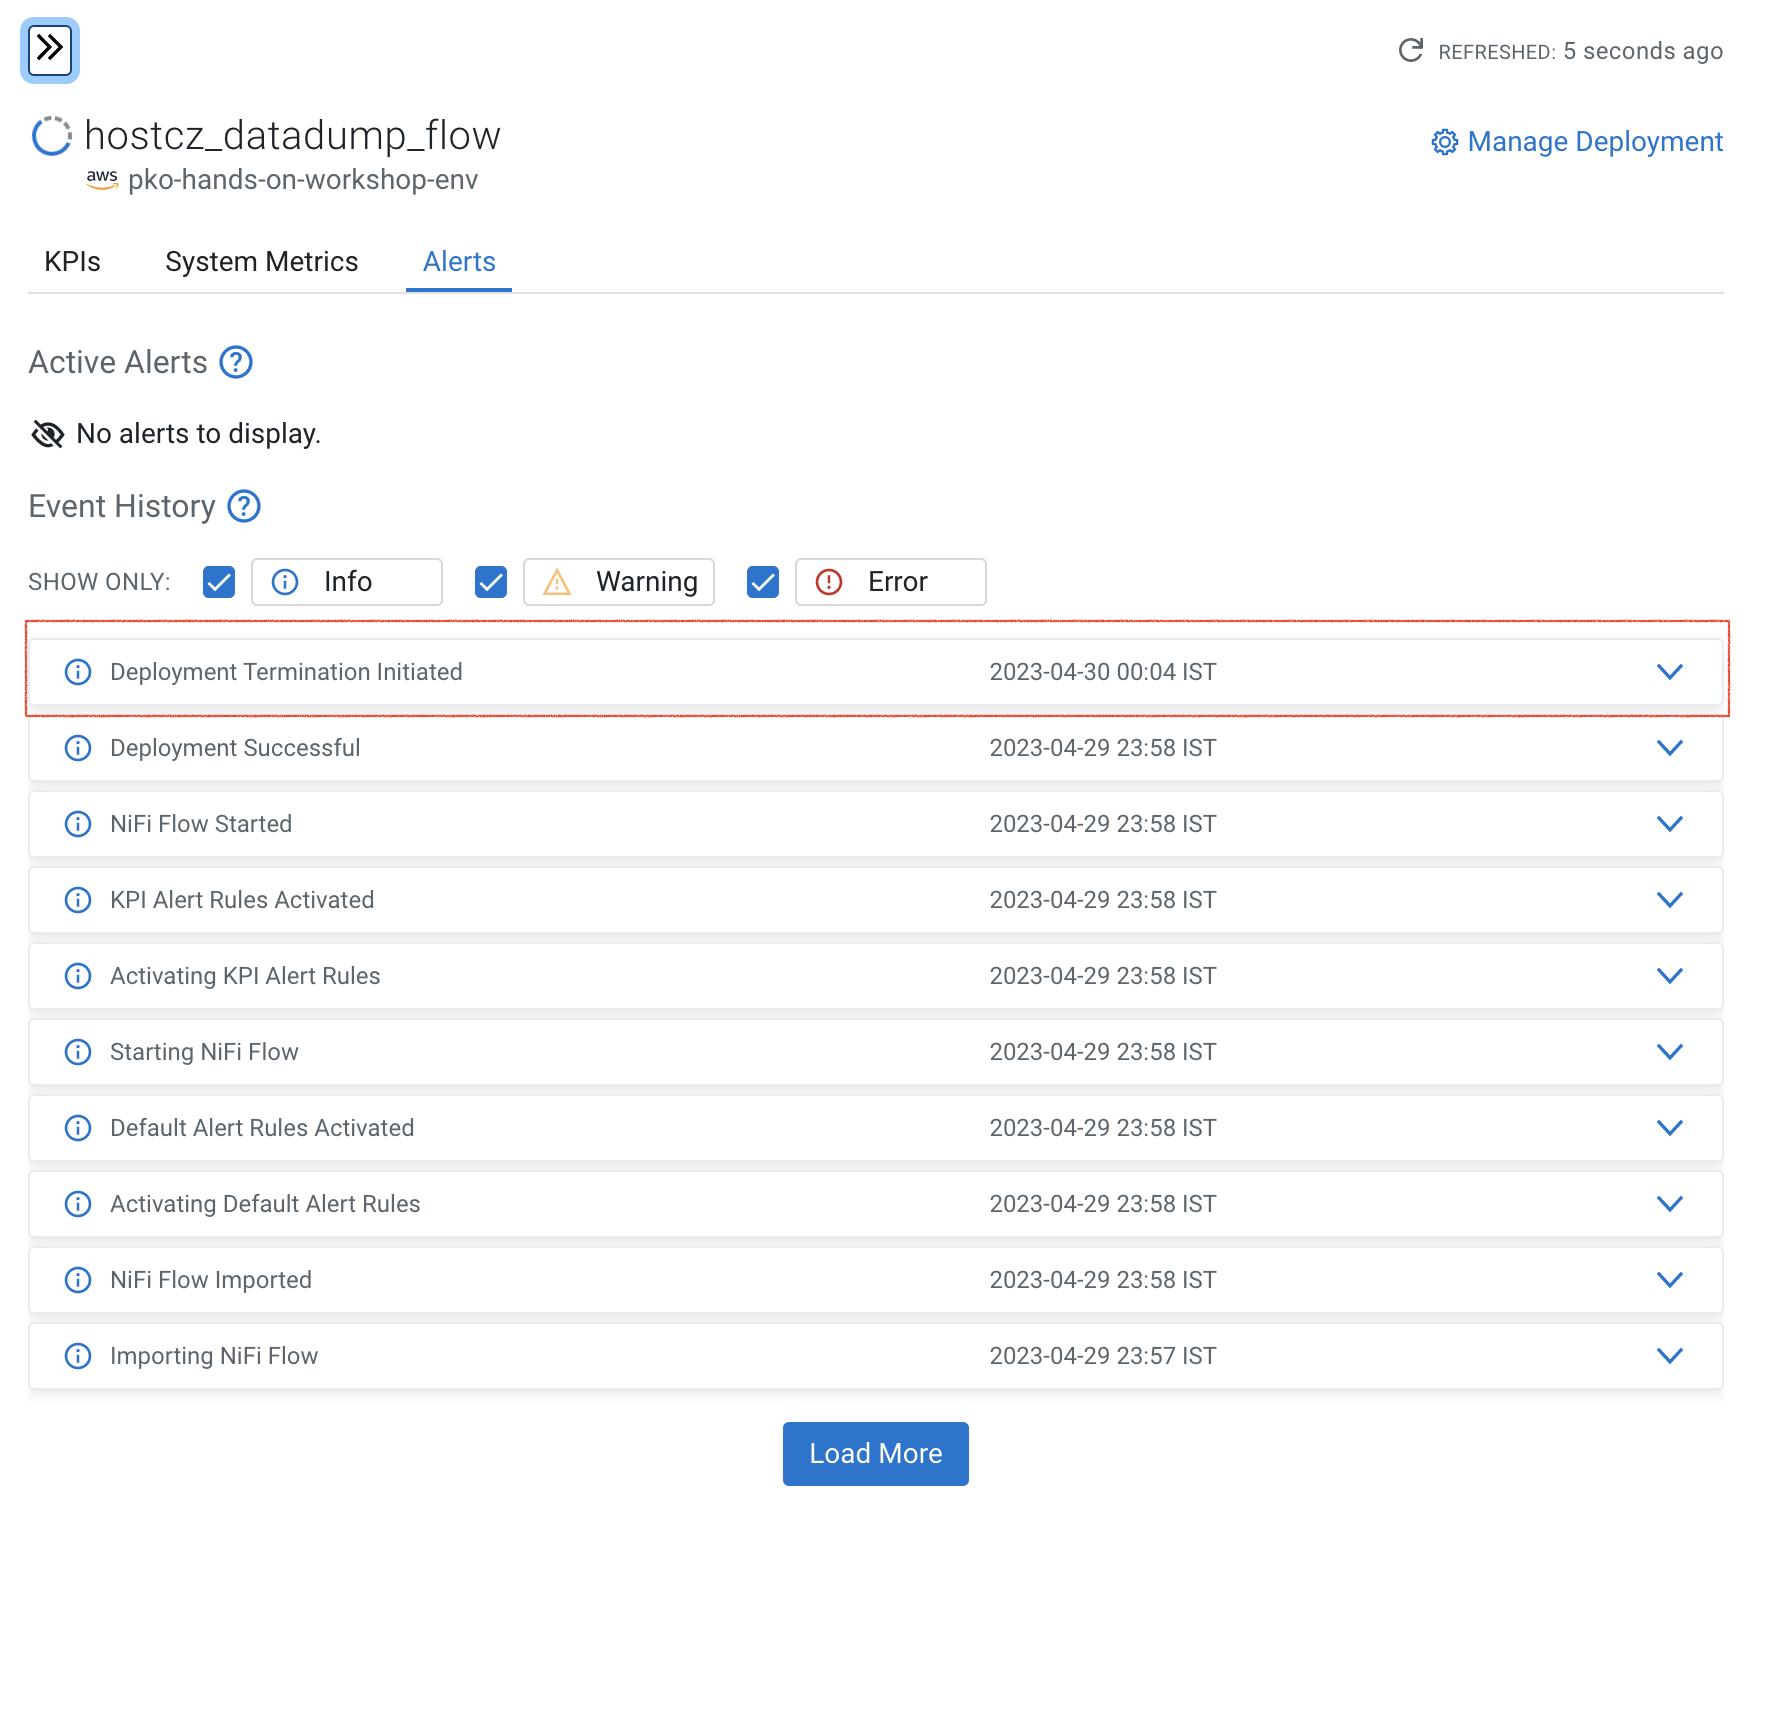 REFRESHED: 5 seconds ago
hostcz_datadump_flow
Manage Deployment
aws pko-hands-on-workshop-env
KPIs System Metrics Alerts
Active Alerts ?
No alerts to display.
Event History ?
SHOW ONLY: Info Warning Error
Deployment Termination Initiated 2023-04-30 00:04 IST
Deployment Successful 2023-04-29 23:58 IST
NiFi Flow Started 2023-04-29 23:58 IST
KPI Alert Rules Activated 2023-04-29 23:58 IST
Activating KPI Alert Rules 2023-04-29 23:58 IST
Starting NiFi Flow 2023-04-29 23:58 IST
Default Alert Rules Activated 2023-04-29 23:58 IST
Activating Default Alert Rules 2023-04-29 23:58 IST
NiFi Flow Imported 2023-04-29 23:58 IST
Importing NiFi Flow 2023-04-29 23:57 IST
Load More